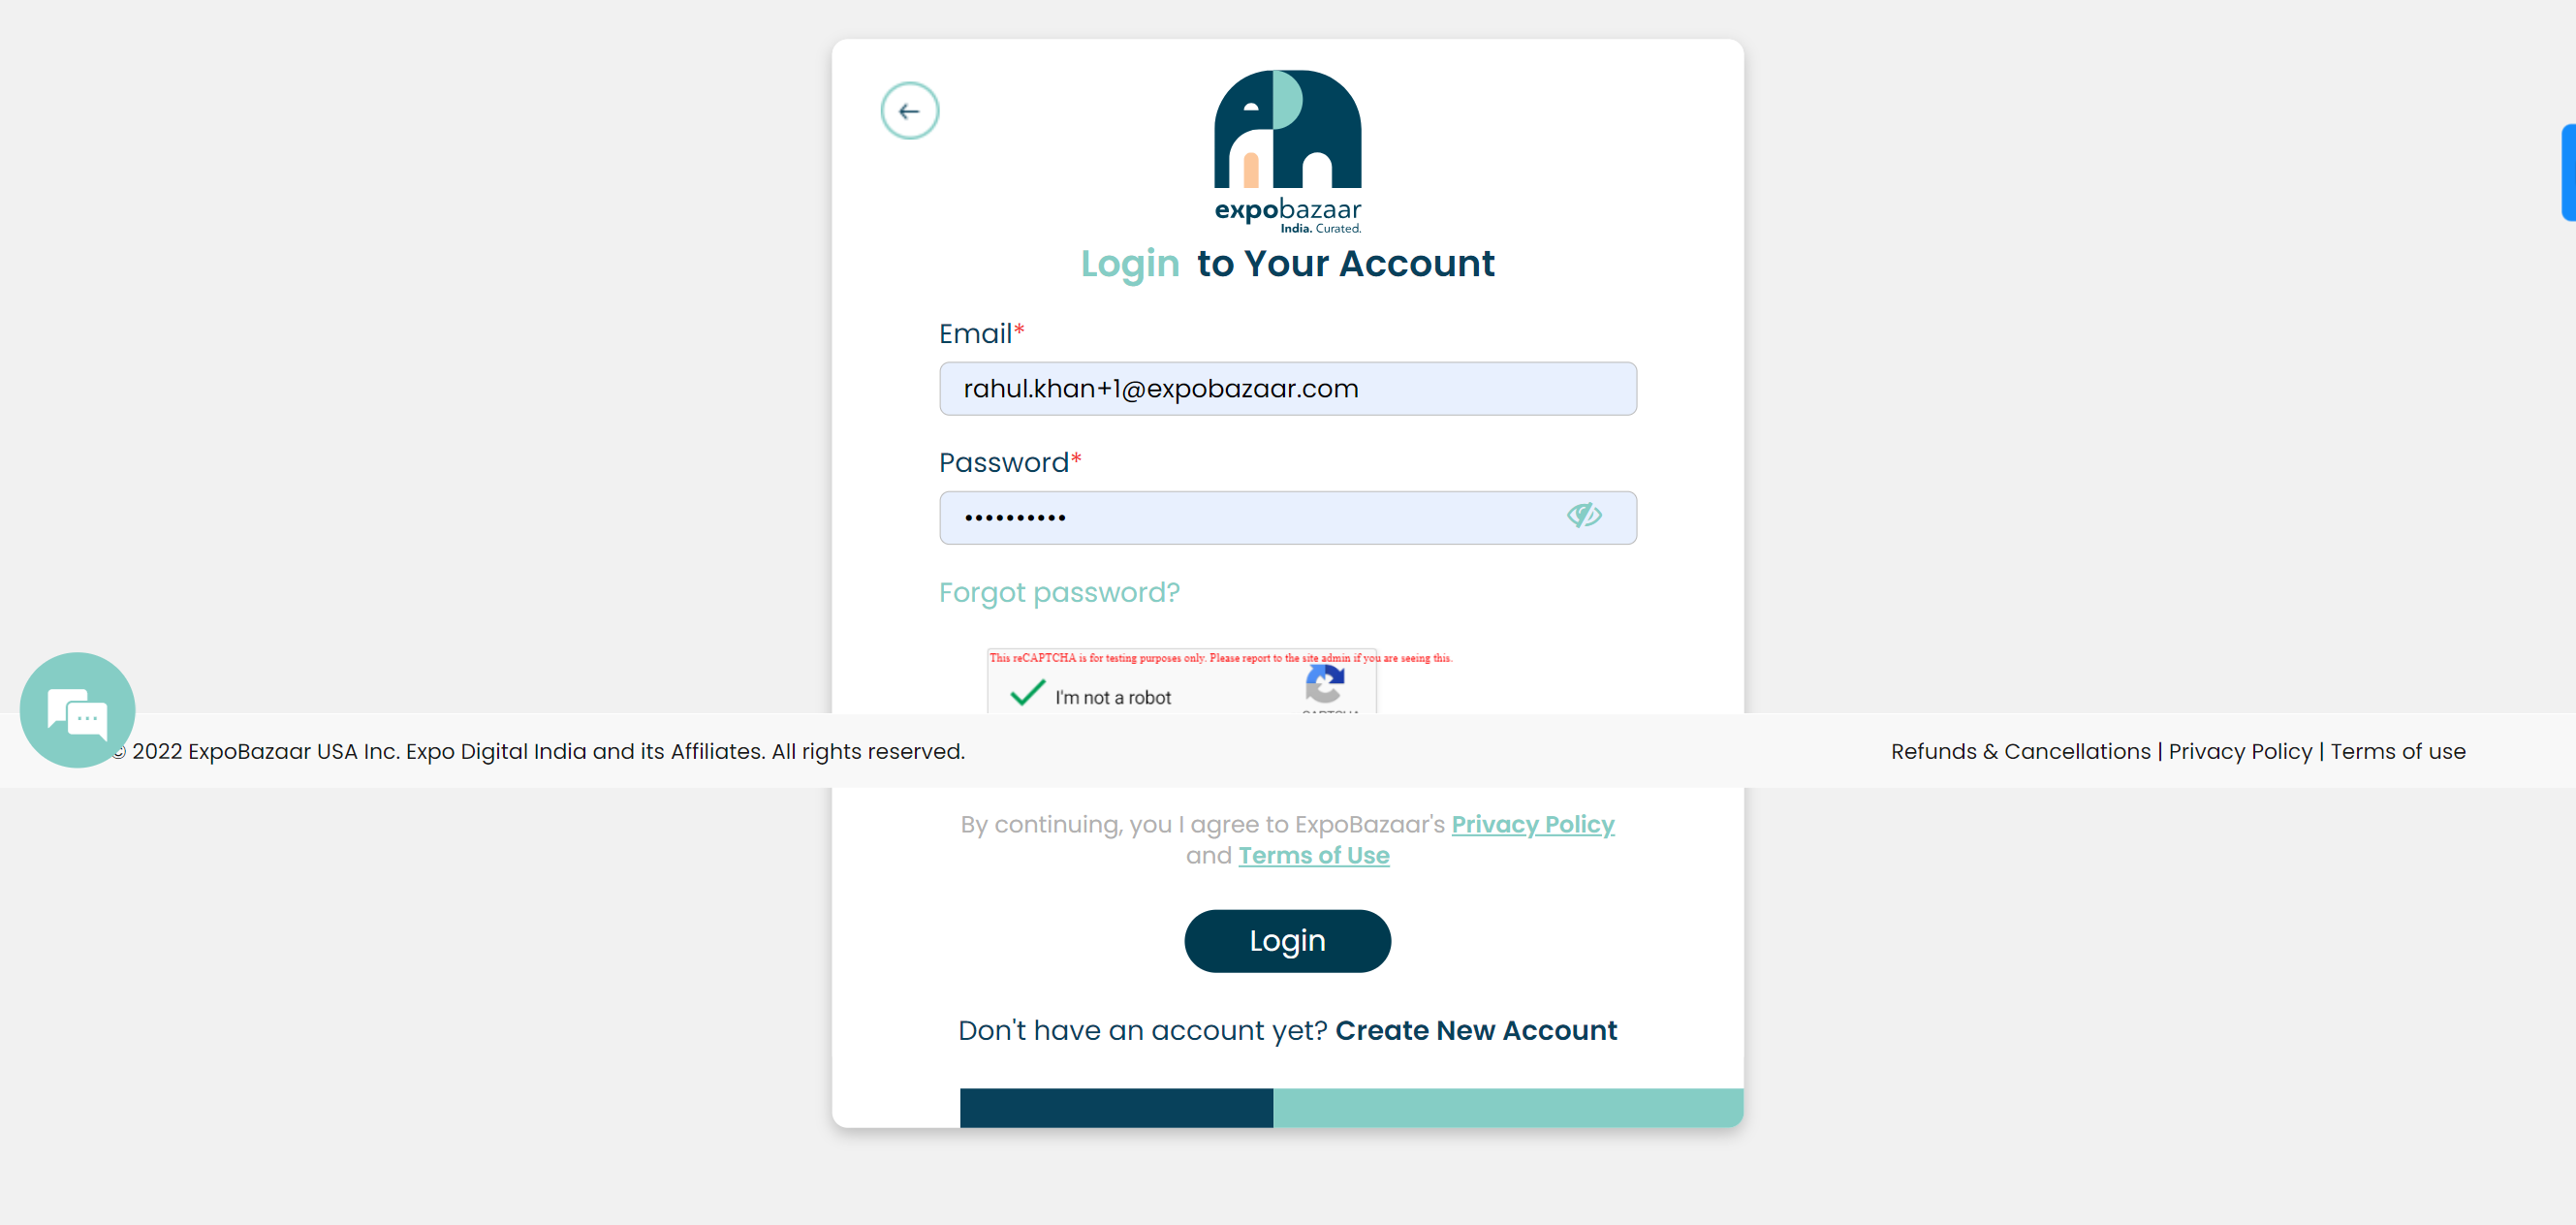 expobazaar
India. Curated.
Login to Your Account
Email*
rahul.khan+1@expobazaar.com
Password*
••••••••••
Forgot password?
This reCAPTCHA is for testing purposes only. Please report to the site admin if you are seeing this.
I'm not a robot
© 2022 ExpoBazaar USA Inc. Expo Digital India and its Affiliates. All rights reserved.
Refunds & Cancellations | Privacy Policy | Terms of use
By continuing, you I agree to ExpoBazaar's Privacy Policy
and Terms of Use
Login
Don't have an account yet? Create New Account